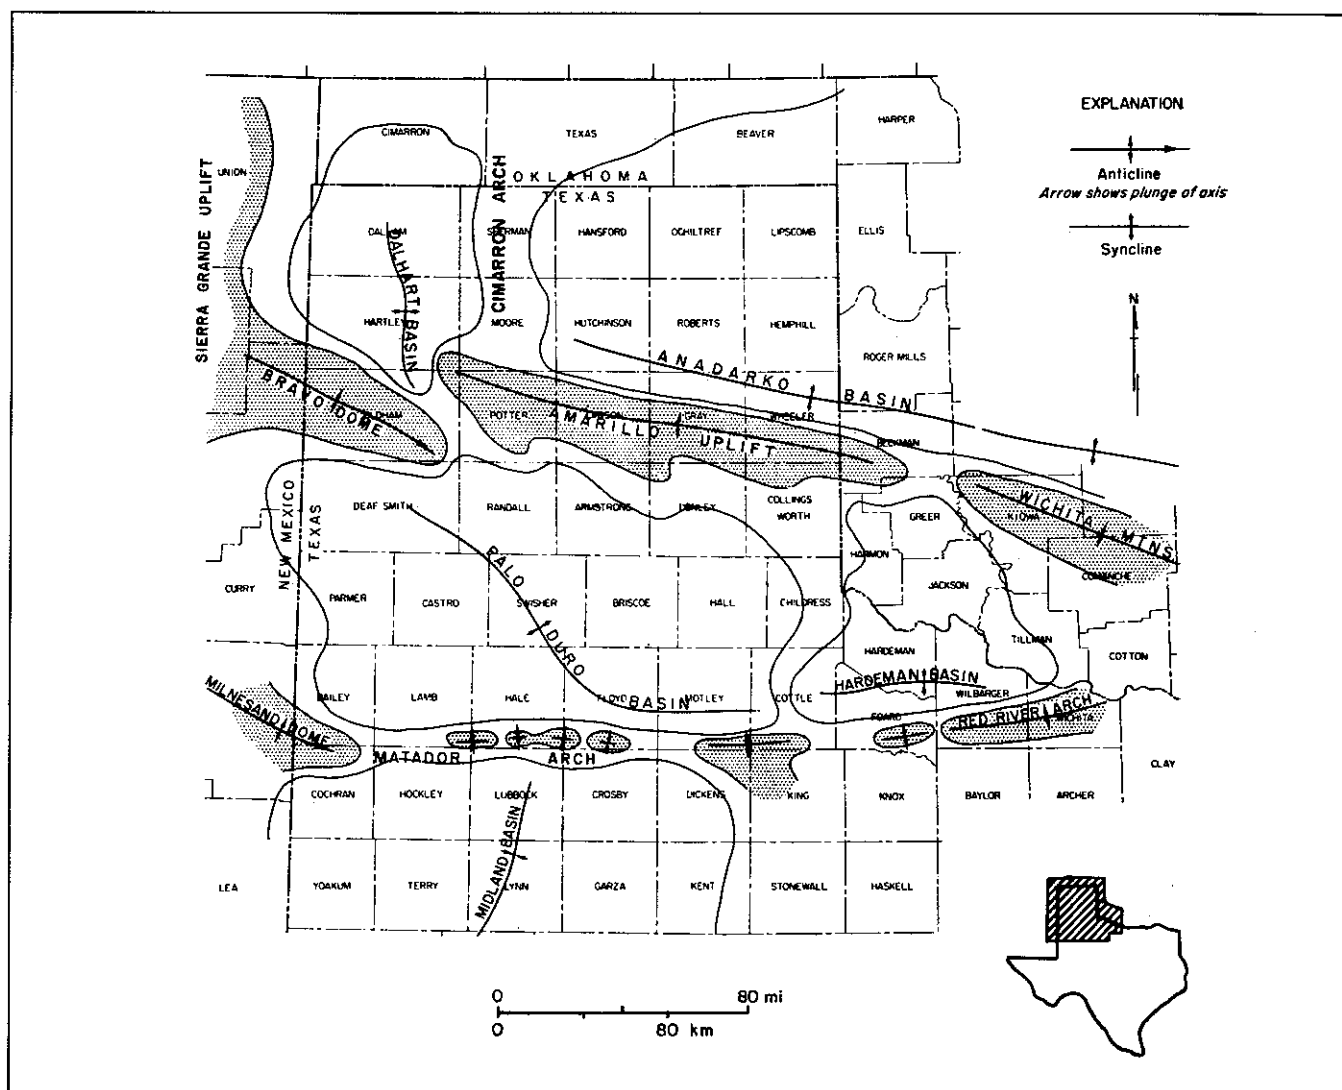 EXPLANATION
Anticline
Arrow shows plunge of axis
Syncline
N
HARPER
CIMARRON
TEXAS
BEAVER
UNION
OKLAHOMA
TEXAS
SIERRA GRANDE UPLIFT
CIMARRON ARCH
DALHART BASIN
SHERMAN
HANSFORD
LIPSCOMB
ELLIS
HARTLEY
MOORE
HUTCHINSON
ROBERTS
HEMPHILL
ROGER MILLS
ANADARKO BASIN
BRAVO DOME
POTTER
GRAY
WHEELER
AMARILLO UPLIFT
BECKMAN
NEW MEXICO
TEXAS
DEAF SMITH
RANDALL
ARMSTRONG
DONLEY
COLLINGS
WORTH
GREER
KIOWA
WICHITA MTNS
HARMON
COMANCHE
JACKSON
CURRY
PARMER
CASTRO
SWISHER
BRISCOE
HALL
CHILDRESS
PALO DURO BASIN
TILLMAN
COTTON
HARDEMAN
HARDEMAN BASIN
WILBARGER
BAILEY
LAMB
HALE
FLOYD
MOTLEY
COTTLE
FOARD
RED RIVER ARCH
WICHITA
MILNESAND DOME
MATADOR ARCH
CLAY
COCHRAN
HOCKLEY
LUBBOCK
CROSBY
DICKENS
KING
KNOX
BAYLOR
ARCHER
MIDLAND BASIN
LEA
YOAKUM
TERRY
LYNN
GARZA
KENT
STONEWALL
HASKELL
0 80 mi
0 80 km